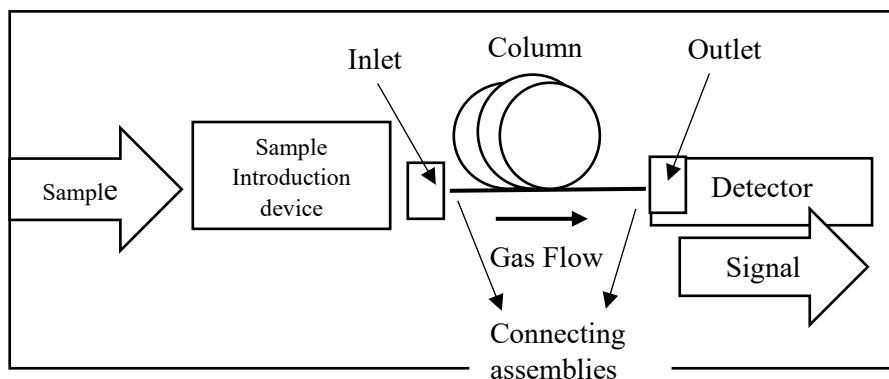 Column
Outlet
Inlet
Sample
Introduction
device
Sample
Detector
Gas Flow
Signal
Connecting
assemblies